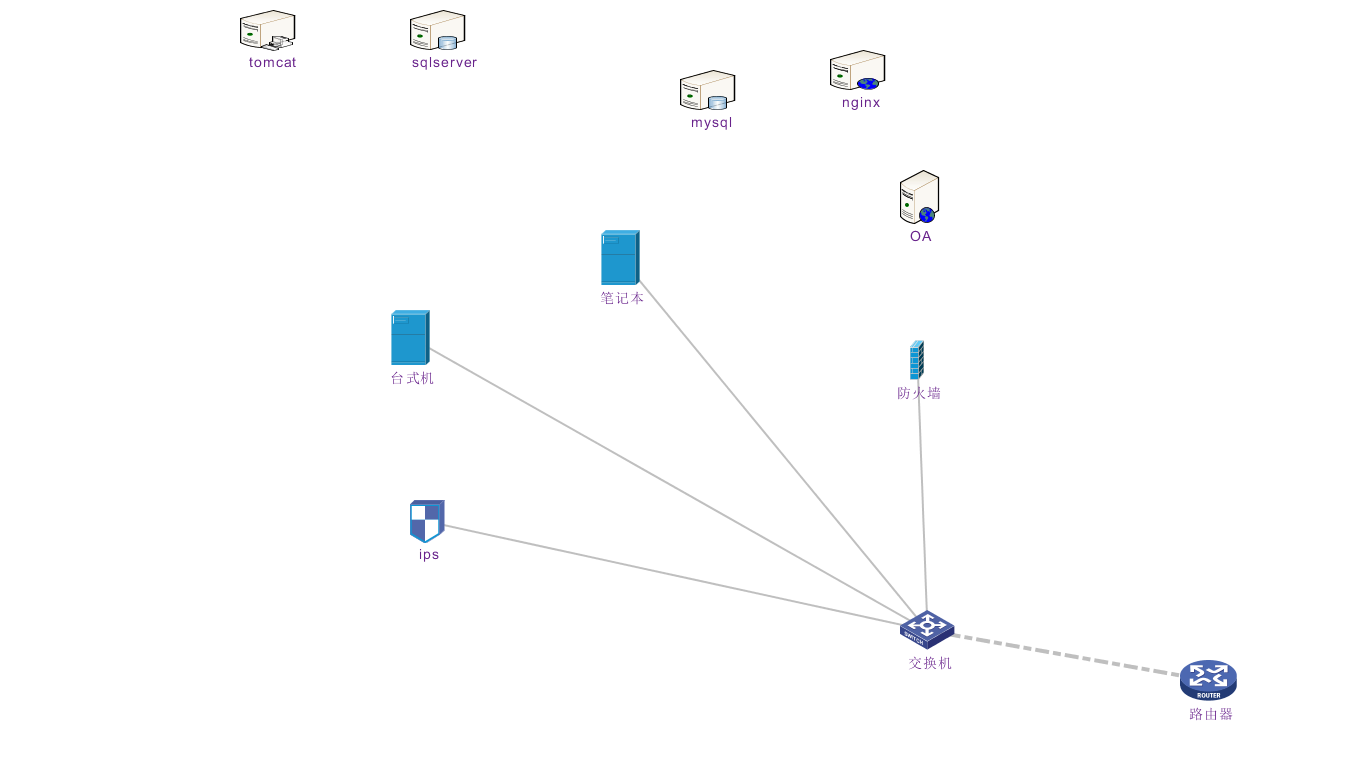 tomcat
sqlserver
mysql
nginx
OA
笔记本
台式机
防火墙
ips
SWITCH
交换机
ROUTER
路由器